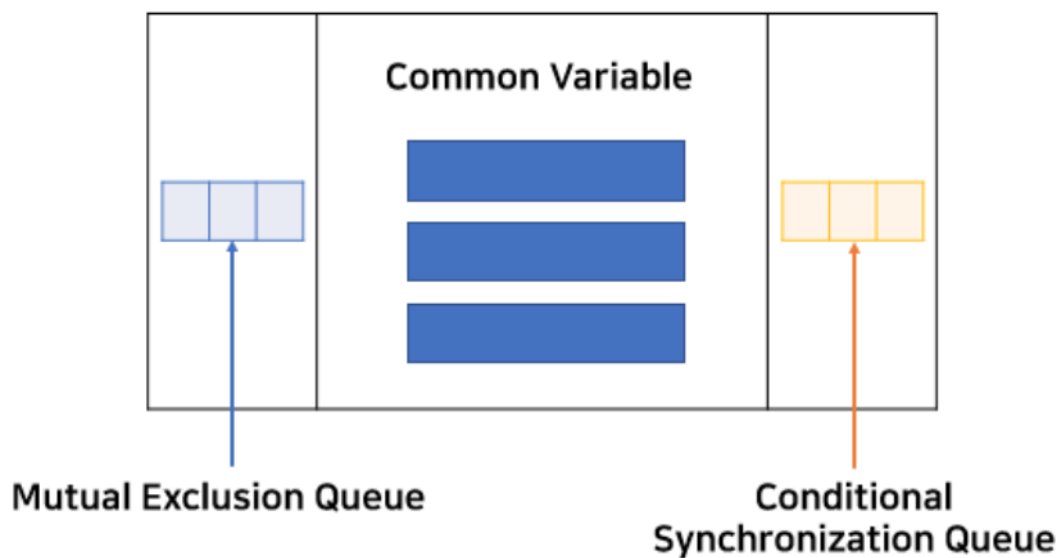 Common Variable
Mutual Exclusion Queue
Conditional
Synchronization Queue